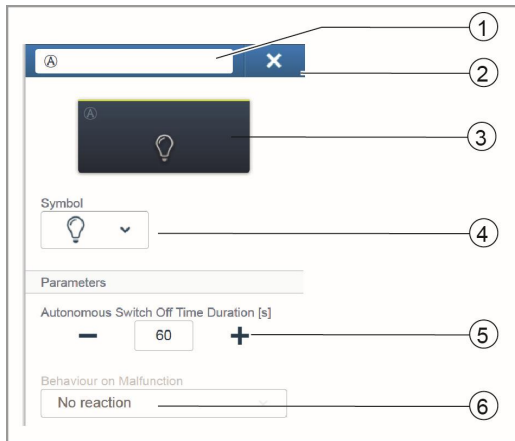 1
Ⓐ
2
Ⓐ
3
Symbol
4
Parameters
Autonomous Switch Off Time Duration [s]
60
5
Behaviour on Malfunction
No reaction
6